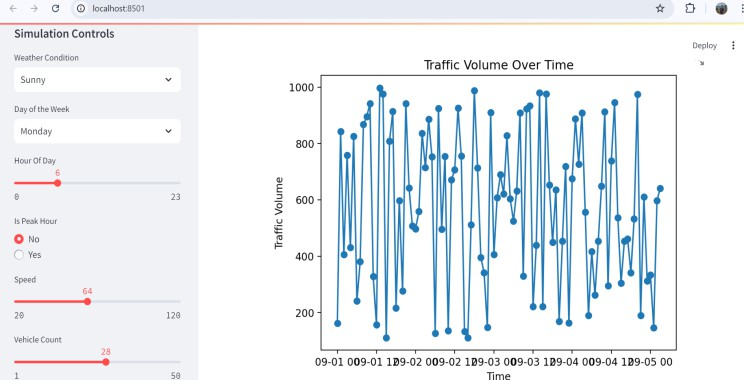 localhost:8501
Simulation Controls
Weather Condition
Sunny
Day of the Week
Monday
Hour Of Day
6
0 23
Is Peak Hour
No
Yes
Speed
64
20 120
Vehicle Count
28
1 50
Deploy
Traffic Volume Over Time
1000
800
600
400
200
Traffic Volume
09-01 00 09-01 12 09-02 00 09-02 12 09-03 00 09-03 12 09-04 00 09-04 12 09-05 00
Time